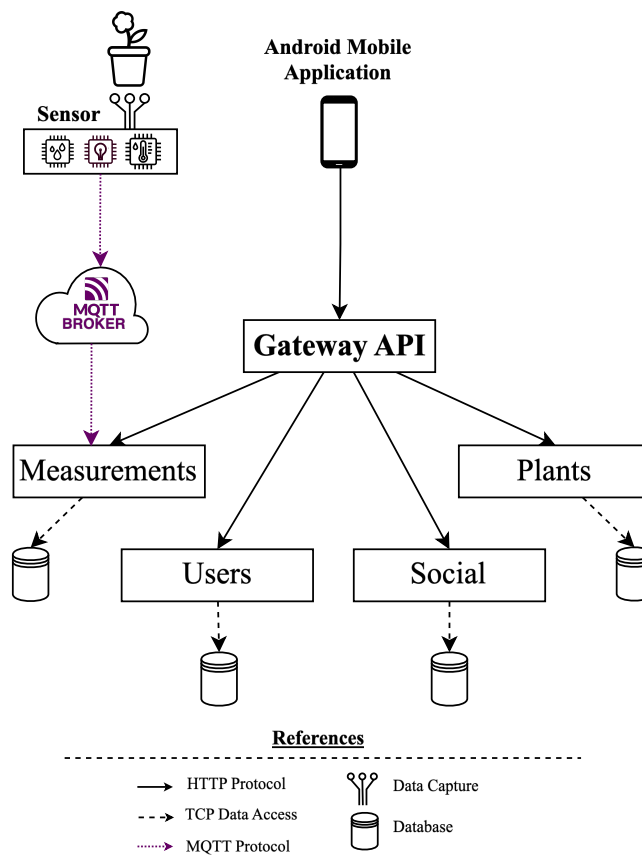 Android Mobile
Application
Sensor
MQTT
BROKER
Gateway API
Measurements
Plants
Users
Social
References
HTTP Protocol
Data Capture
TCP Data Access
Database
MQTT Protocol